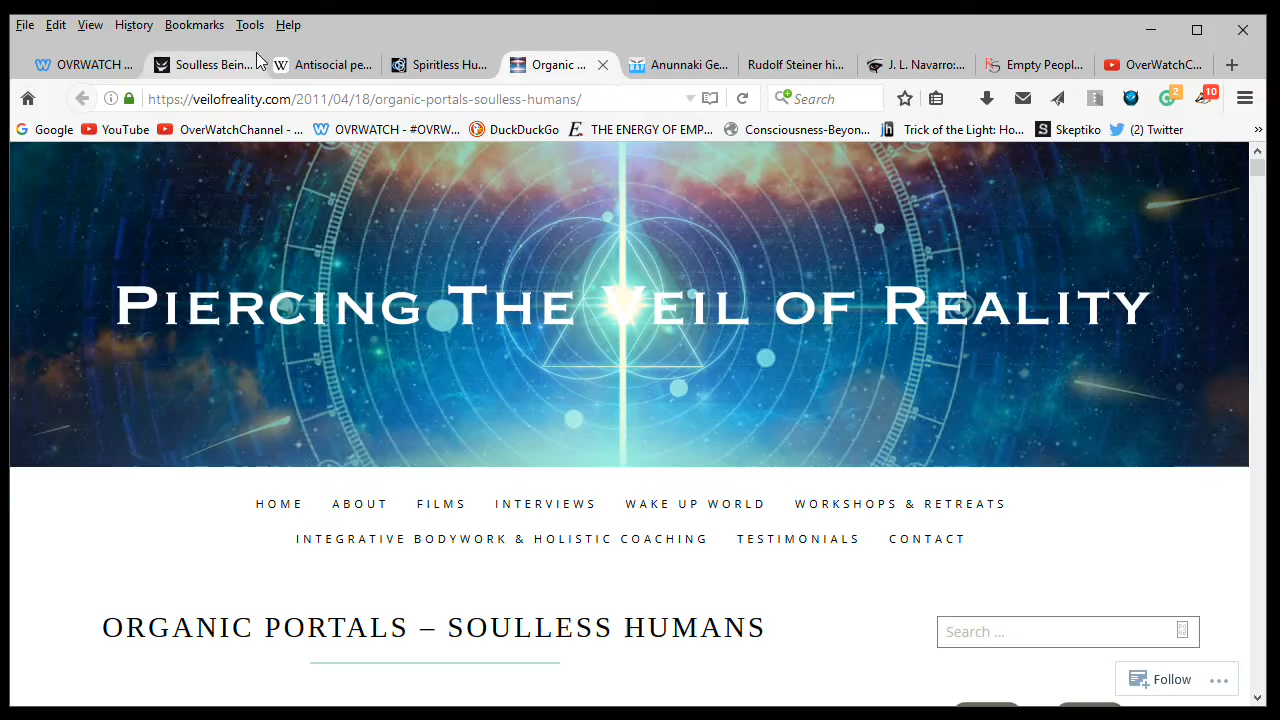 File Edit View History Bookmarks Tools Help
OVRWATCH ... Soulless Bein... Antisocial pe... Spiritless Hu... Organic ... Anunnaki Ge... Rudolf Steiner hi... J. L. Navarro:... Empty Peopl... OverWatchC...
https://veilofreality.com/2011/04/18/organic-portals-soulless-humans/ Search 2 10
Google YouTube OverWatchChannel - ... VRWATCH - #OVRW... DuckDuckGo THE ENERGY OF EMP... Consciousness-Beyon... Trick of the Light: Ho... Skeptiko (2) Twitter
PIERCING THE VEIL OF REALITY
HOME ABOUT FILMS INTERVIEWS WAKE UP WORLD WORKSHOPS & RETREATS
INTEGRATIVE BODYWORK & HOLISTIC COACHING TESTIMONIALS CONTACT
ORGANIC PORTALS – SOULLESS HUMANS
Search ...
Follow